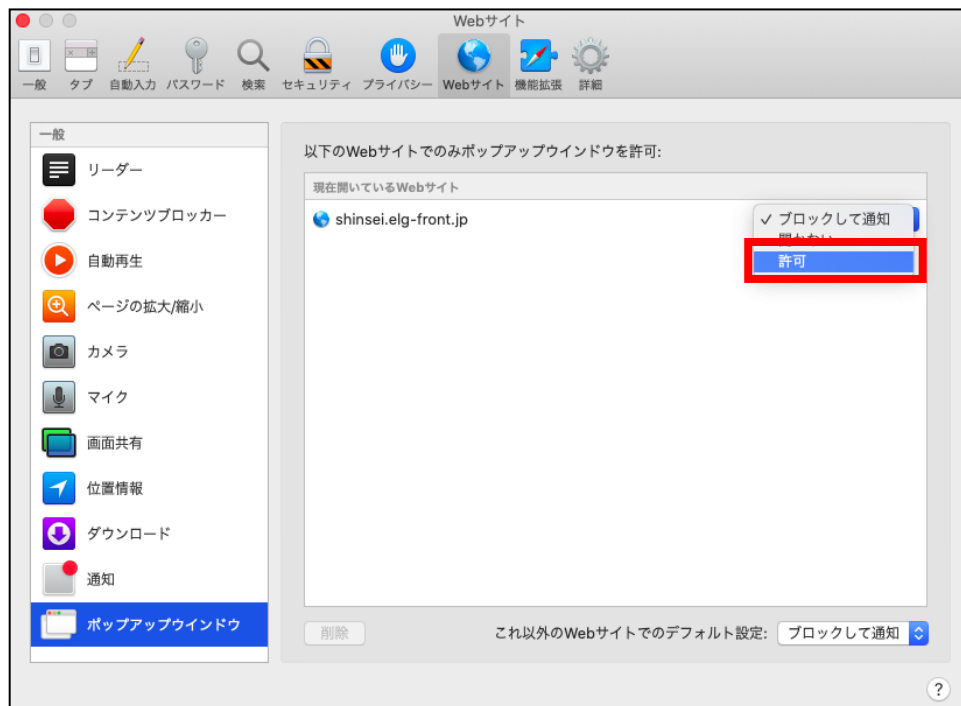 Webサイト
一般 タブ 自動入力 パスワード 検索 セキュリティ プライバシー Webサイト 機能拡張 詳細
一般
リーダー
コンテンツブロッカー
自動再生
ページの拡大/縮小
カメラ
マイク
画面共有
位置情報
ダウンロード
通知
ポップアップウインドウ
以下のWebサイトでのみポップアップウインドウを許可:
現在開いているWebサイト
shinsei.elg-front.jp
✓ ブロックして通知
開かない
許可
削除
これ以外のWebサイトでのデフォルト設定: ブロックして通知
?